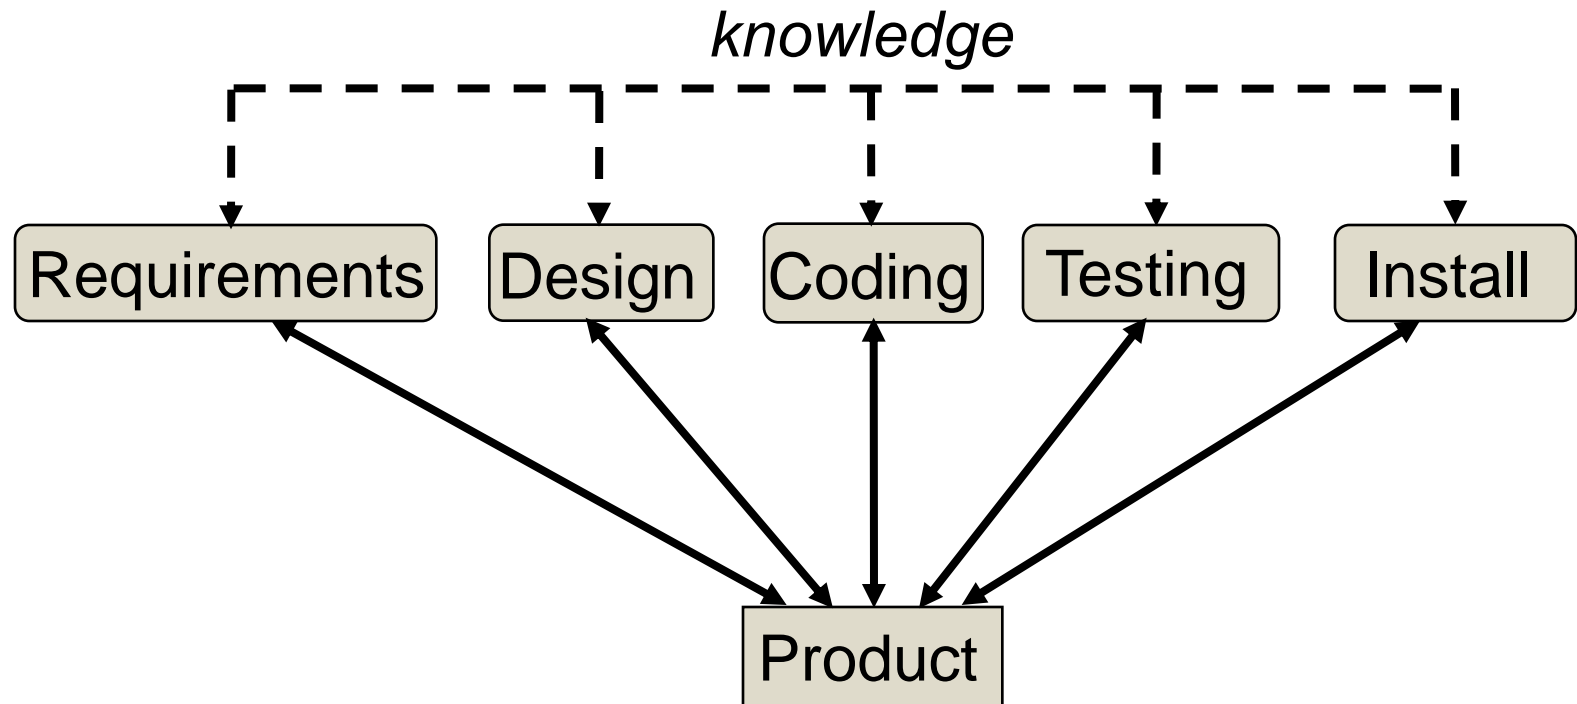 knowledge
Requirements
Design
Coding
Testing
Install
Product